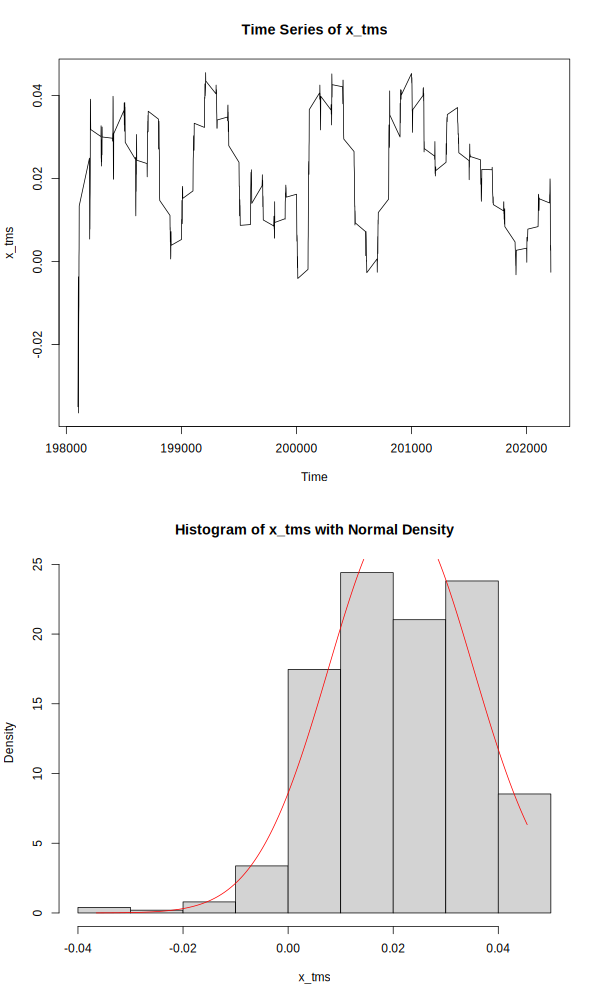 Time Series of x_tms
x_tms
0.04
0.02
0.00
-0.02
198000 199000 200000 201000 202000
Time
Histogram of x_tms with Normal Density
Density
25
20
15
10
5
0
-0.04 -0.02 0.00 0.02 0.04
x_tms